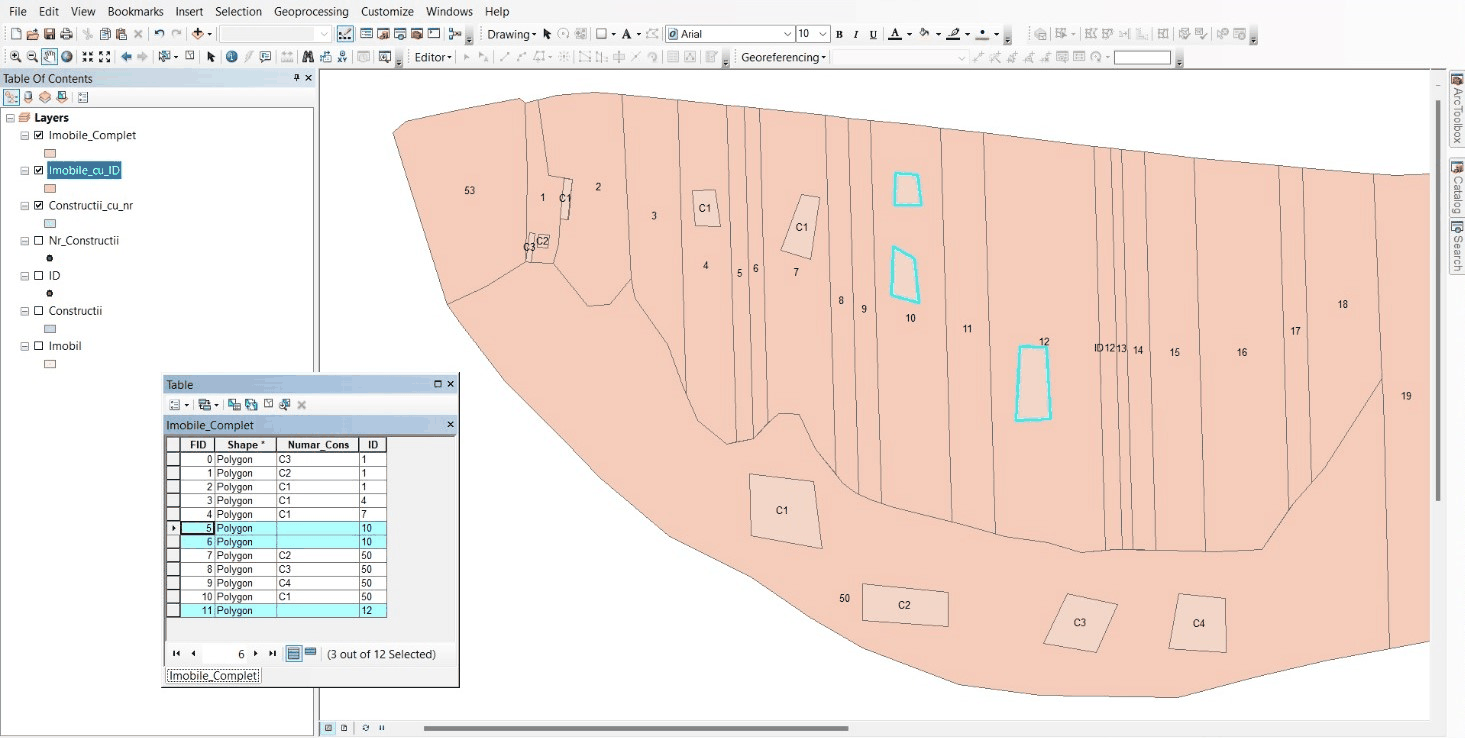 File Edit View Bookmarks Insert Selection Geoprocessing Customize Windows Help
Drawing Arial 10 B I U A
Editor Georeferencing
Table Of Contents
Layers
Imobile_Complet
Imobile_cu_ID
Constructii_cu_nr
Nr_Constructii
ID
Constructii
Imobil
Table
Imobile_Complet
FID Shape * Numar_Cons ID
0 Polygon C3 1
1 Polygon C2 1
2 Polygon C1 1
3 Polygon C1 4
4 Polygon C1 7
5 Polygon 10
6 Polygon 10
7 Polygon C2 50
8 Polygon C3 50
9 Polygon C4 50
10 Polygon C1 50
11 Polygon 12
6 (3 out of 12 Selected)
Imobile_Complet
53
1
C1
2
C3
C2
3
C1
4
5
6
C1
7
8
9
10
11
12
ID12
13
14
15
16
17
18
19
C1
50
C2
C3
C4
ArcToolbox
Catalog
Search